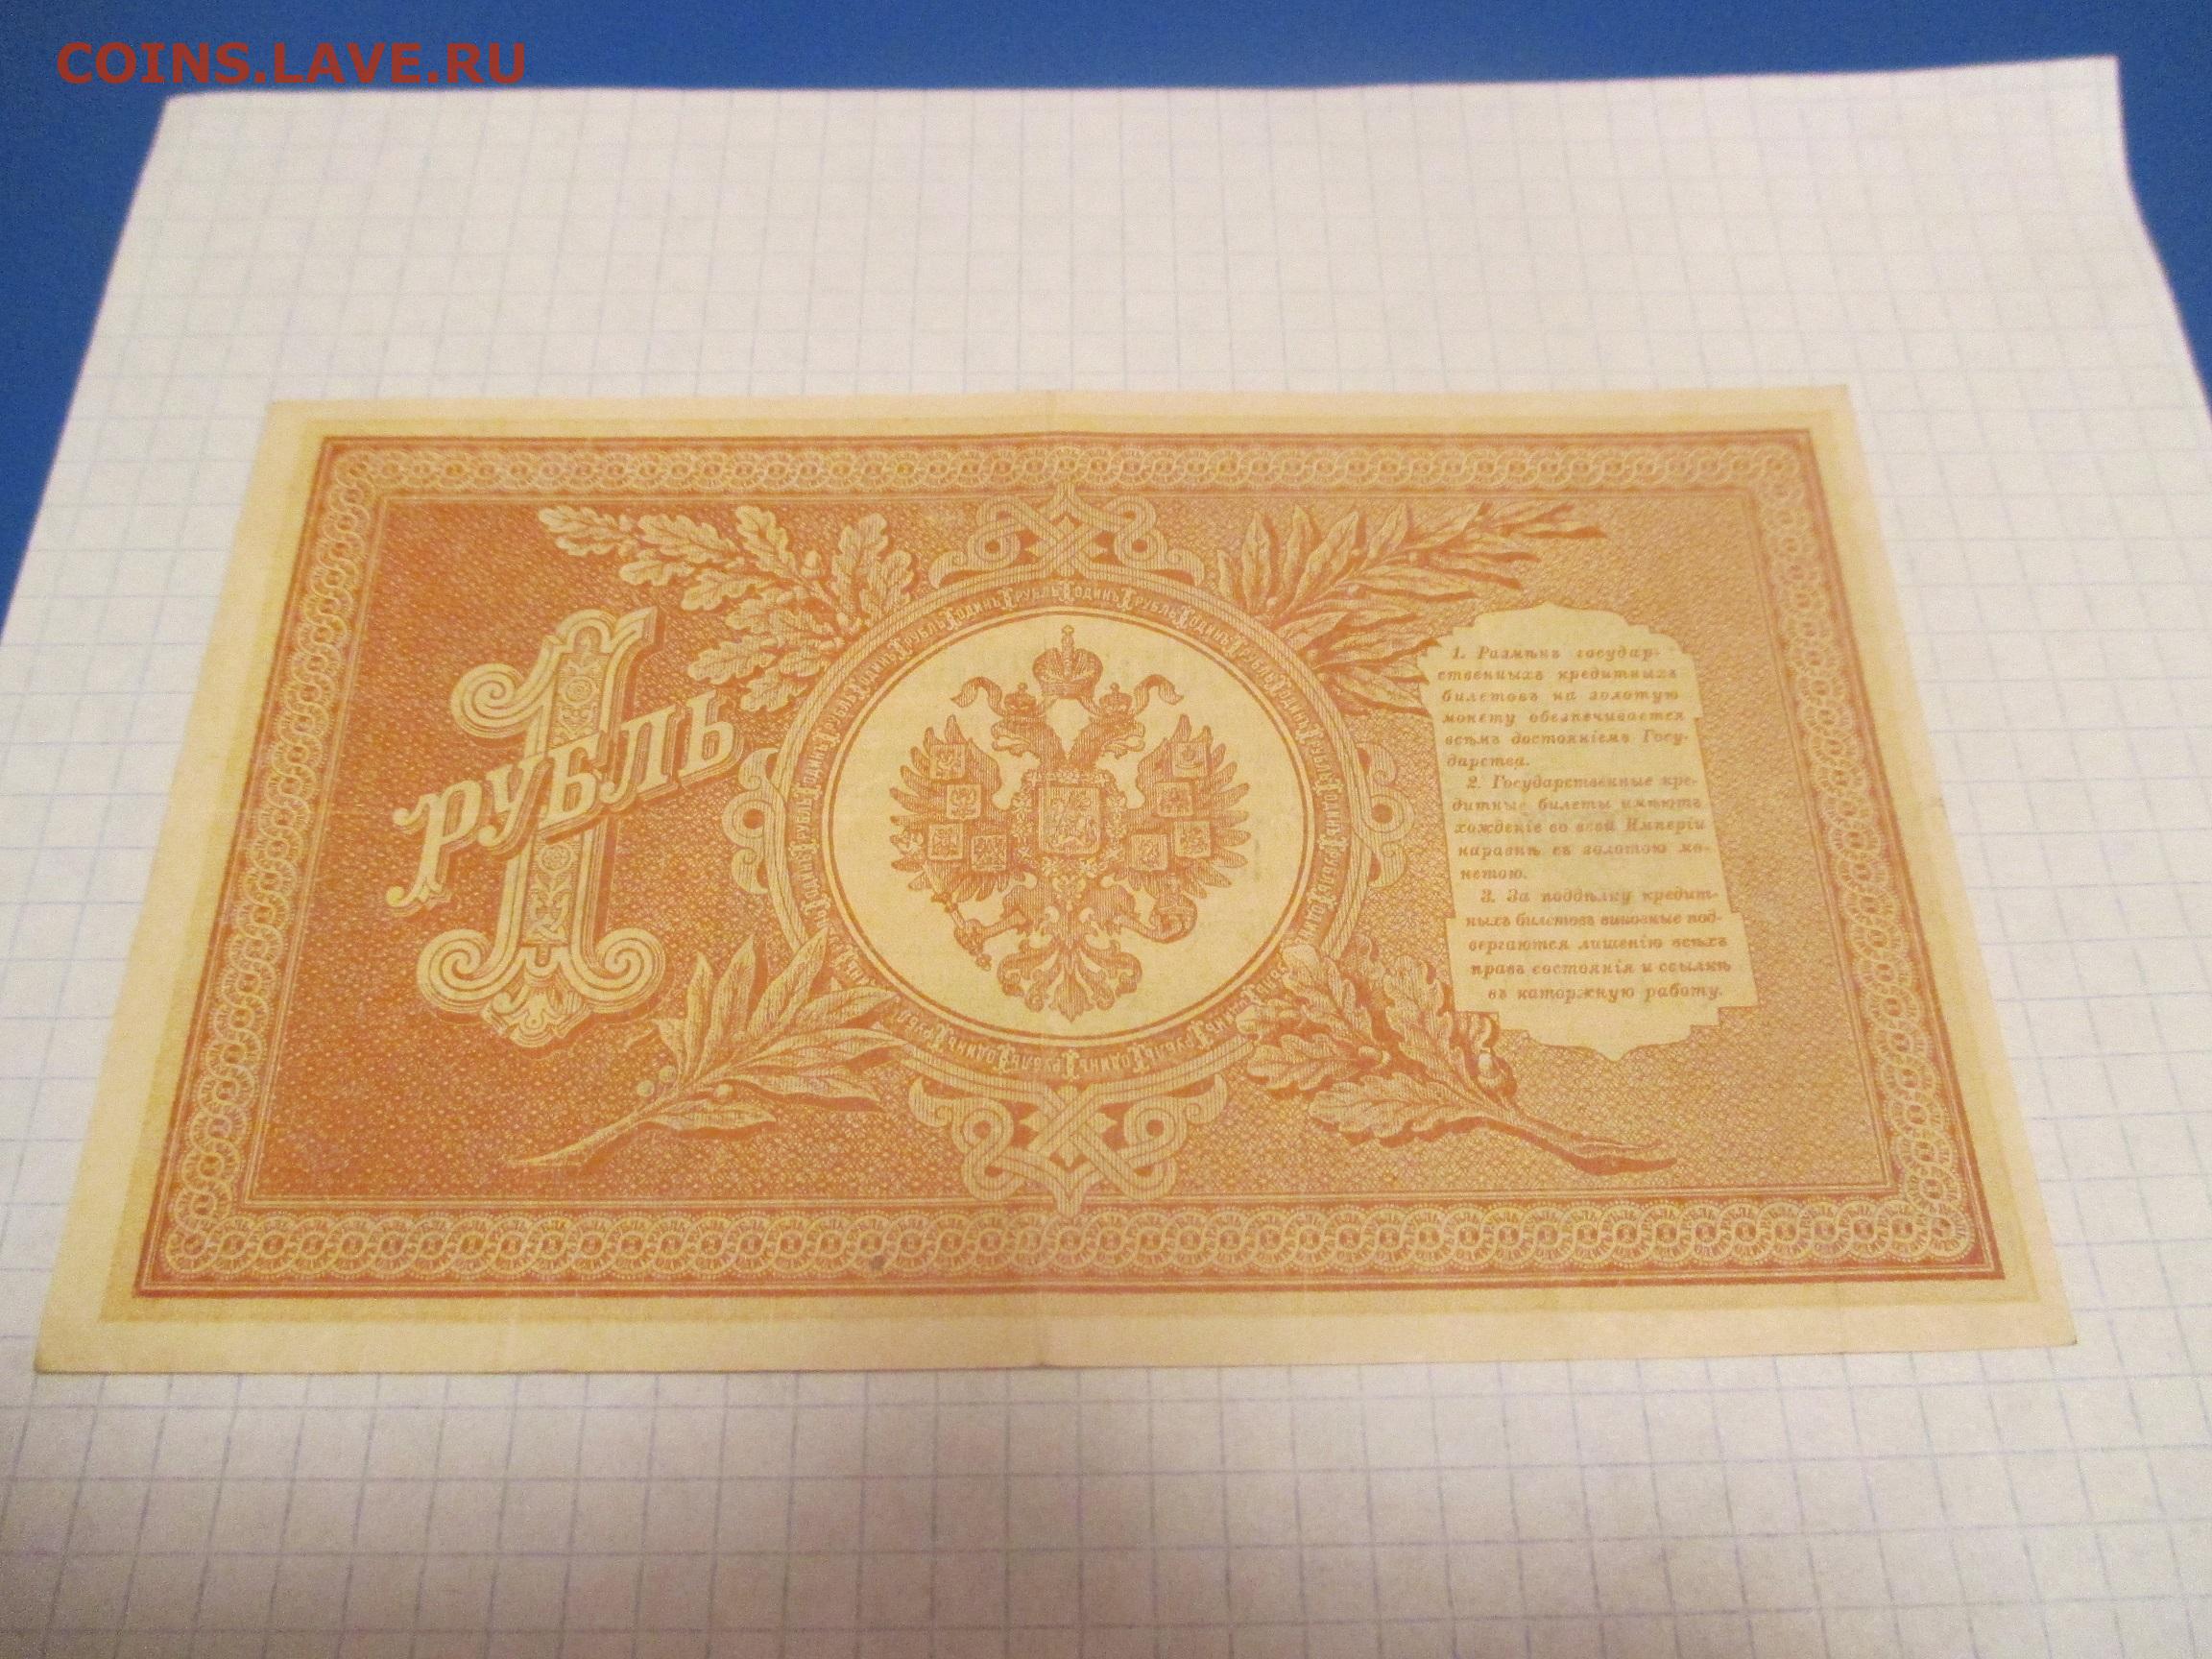 COINS.LAVE.RU
1
РУБЛЬ
1. Размѣнъ государ-
ственныхъ кредитныхъ
билетовъ на золотую
монету обезпечивается
всѣмъ достояніемъ Госу-
дарства.
2. Государственные кре-
дитные билеты имѣютъ
хожденіе во всей Имперіи
наравнѣ съ золотою мо-
нетою.
3. За поддѣлку кредит-
ныхъ билетовъ виновные под-
вергаются лишенію всѣхъ
правъ состоянія и ссылкѣ
въ каторжную работу.